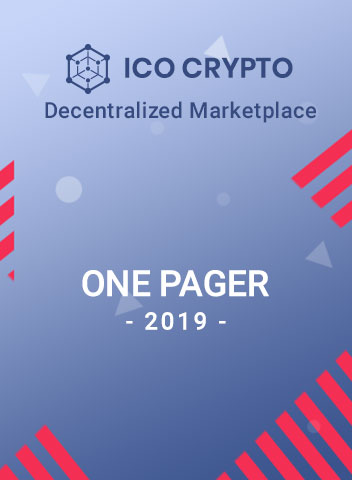 ICO CRYPTO
Decentralized Marketplace
ONE PAGER
- 2019 -